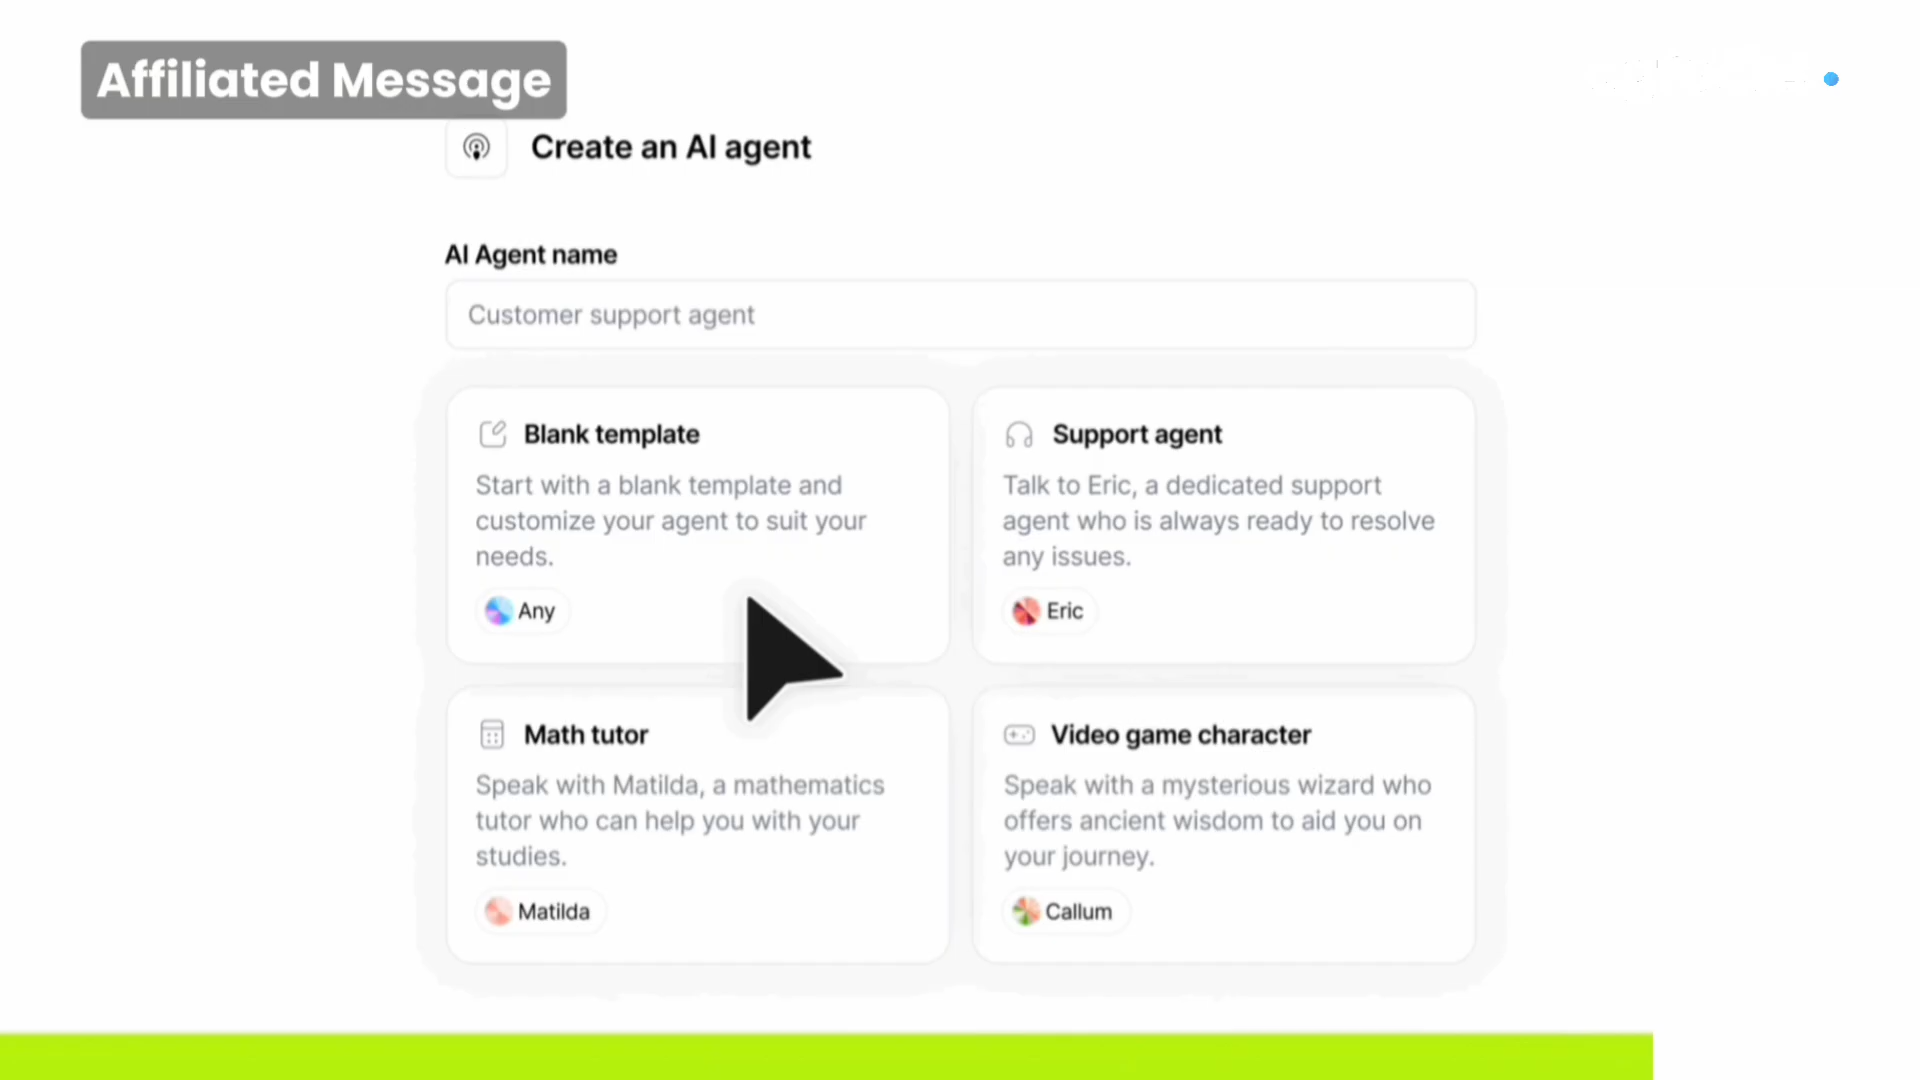 Affiliated Message
Create an AI agent
AI Agent name
Customer support agent
Blank template
Start with a blank template and
customize your agent to suit your
needs.
Any
Support agent
Talk to Eric, a dedicated support
agent who is always ready to resolve
any issues.
Eric
Math tutor
Speak with Matilda, a mathematics
tutor who can help you with your
studies.
Matilda
Video game character
Speak with a mysterious wizard who
offers ancient wisdom to aid you on
your journey.
Callum